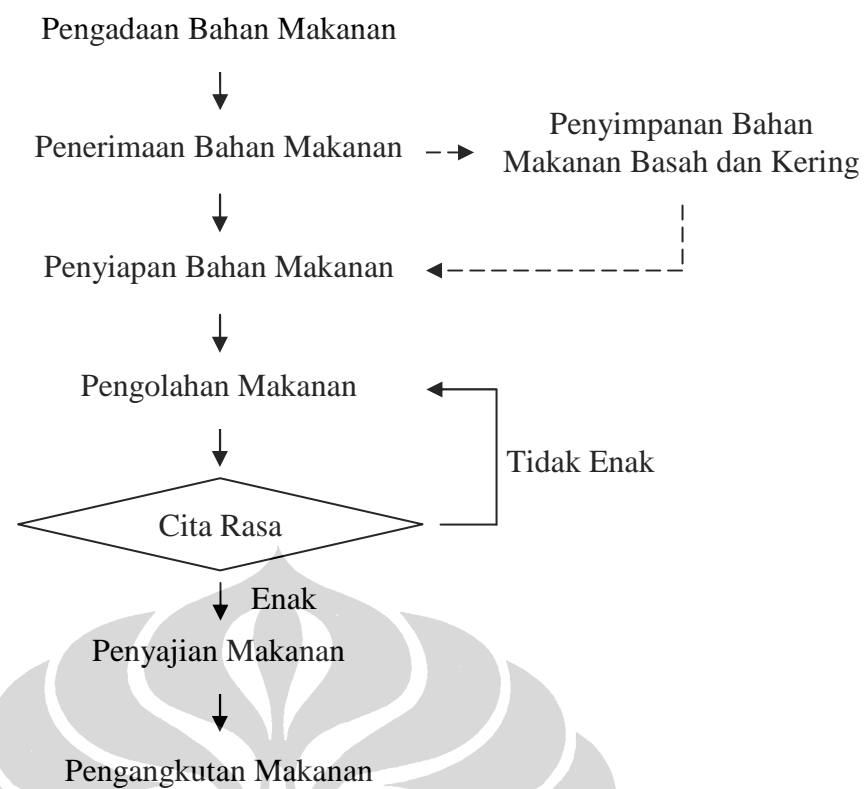 Pengadaan Bahan Makanan
Penerimaan Bahan Makanan
Penyimpanan Bahan
Makanan Basah dan Kering
Penyiapan Bahan Makanan
Pengolahan Makanan
Tidak Enak
Cita Rasa
Enak
Penyajian Makanan
Pengangkutan Makanan